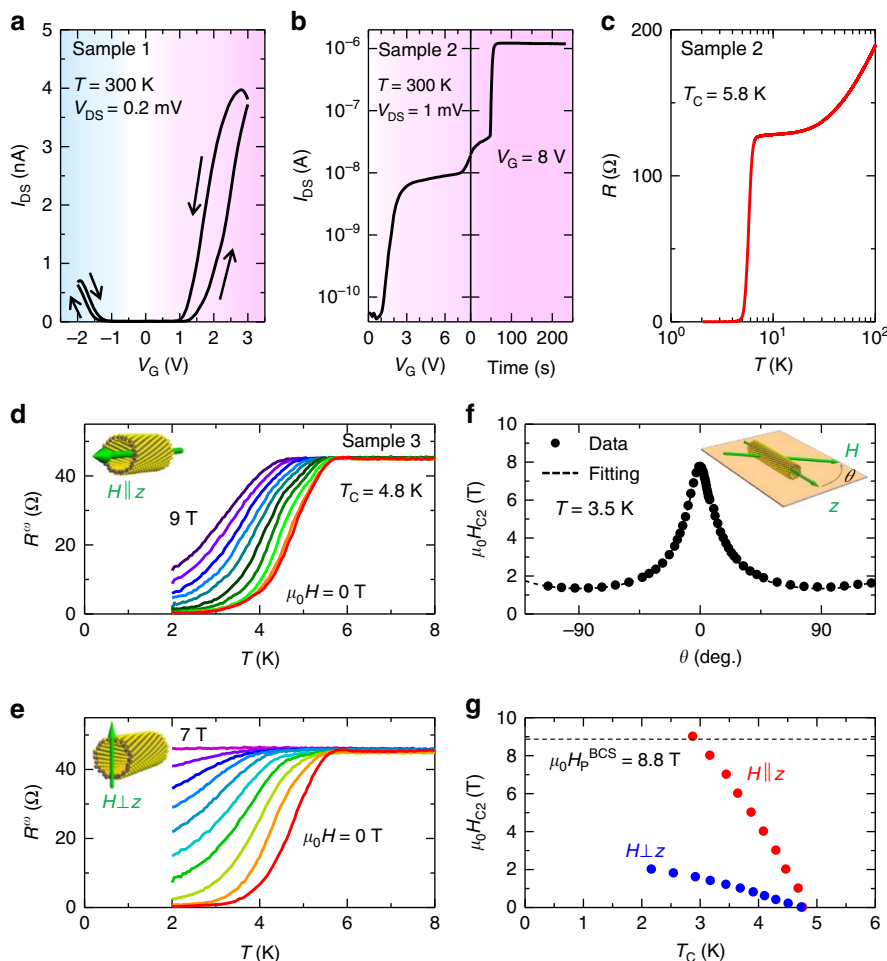 a
Sample 1
T = 300 K
V_DS = 0.2 mV
5
4
3
2
1
0
I_DS (nA)
−2 −1 0 1 2 3
V_G (V)
b
Sample 2
T = 300 K
V_DS = 1 mV
V_G = 8 V
10^−6
10^−7
10^−8
10^−9
10^−10
I_DS (A)
0 3 6 0 100 200
V_G (V) Time (s)
c
Sample 2
T_C = 5.8 K
200
100
0
R (Ω)
10^0 10^1 10^2
T (K)
d
Sample 3
H‖z
T_C = 4.8 K
9 T
μ_0H = 0 T
40
20
0
R^ω (Ω)
0 2 4 6 8
T (K)
f
Data
Fitting
T = 3.5 K
H
θ
z
10
8
6
4
2
0
μ_0H_C2 (T)
−90 0 90
θ (deg.)
e
7 T
H⊥z
μ_0H = 0 T
40
20
0
R^ω (Ω)
0 2 4 6 8
T (K)
g
μ_0H_P^BCS = 8.8 T
H‖z
H⊥z
10
8
6
4
2
0
μ_0H_C2 (T)
0 1 2 3 4 5 6
T_C (K)